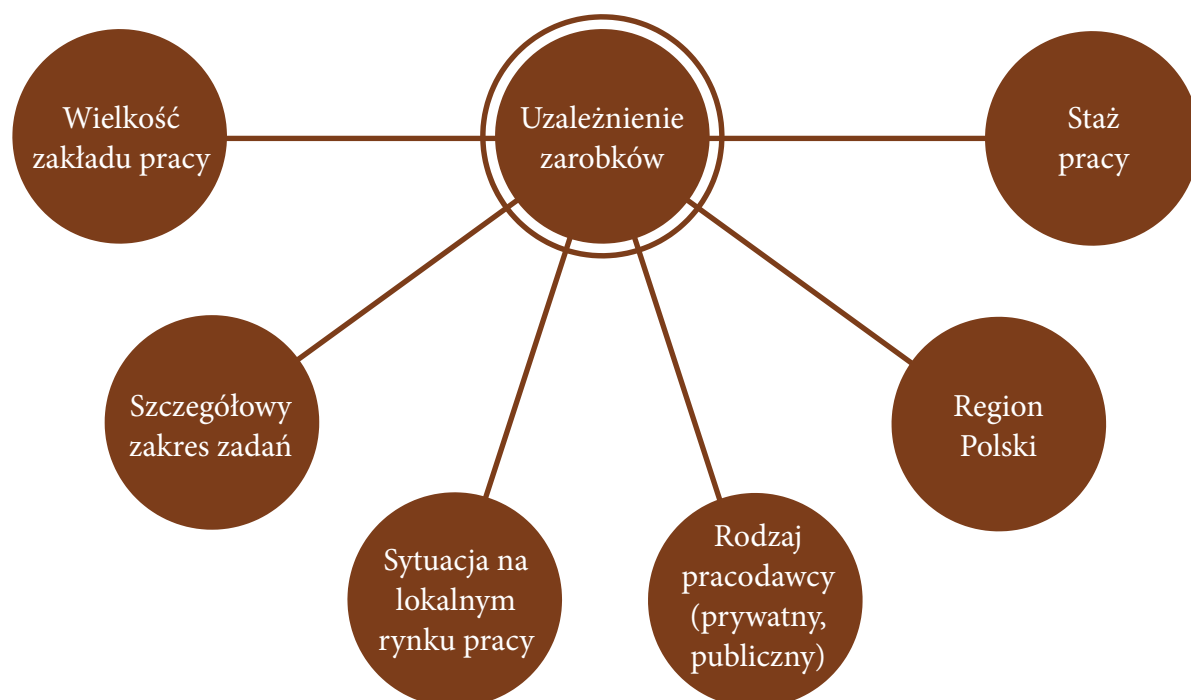 Wielkość
zakładu pracy
Uzależnienie
zarobków
Staż
pracy
Szczegółowy
zakres zadań
Region
Polski
Sytuacja na
lokalnym
rynku pracy
Rodzaj
pracodawcy
(prywatny,
publiczny)